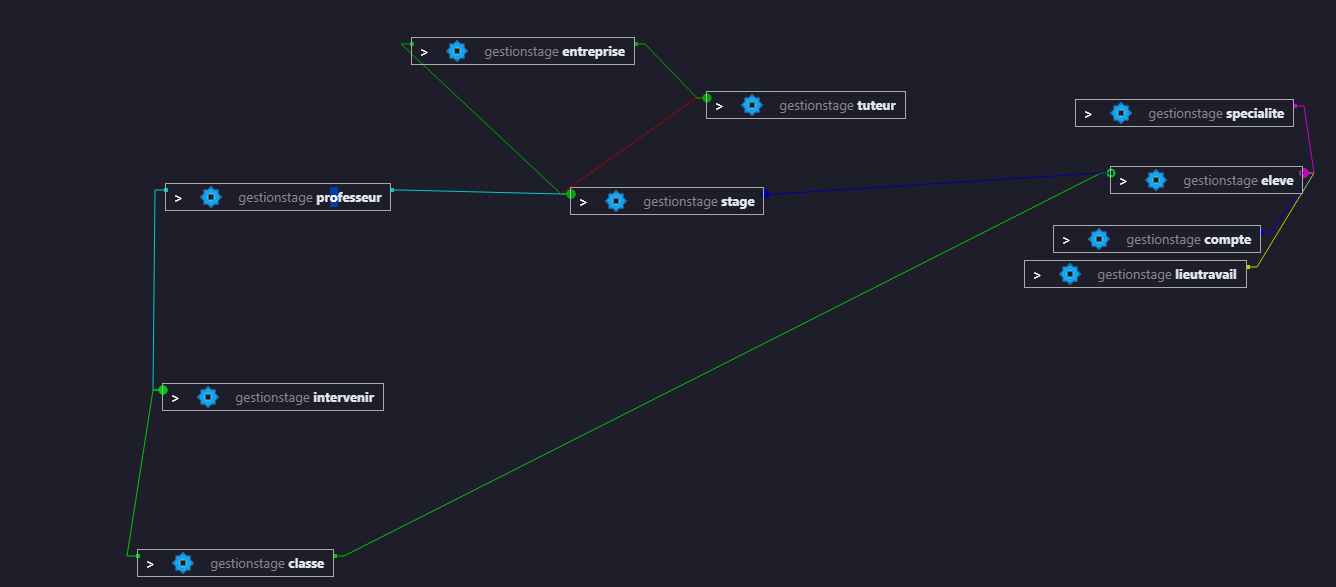 > gestionstage entreprise
> gestionstage tuteur
> gestionstage specialite
> gestionstage eleve
> gestionstage professeur
> gestionstage stage
> gestionstage compte
> gestionstage lieutravail
> gestionstage intervenir
> gestionstage classe